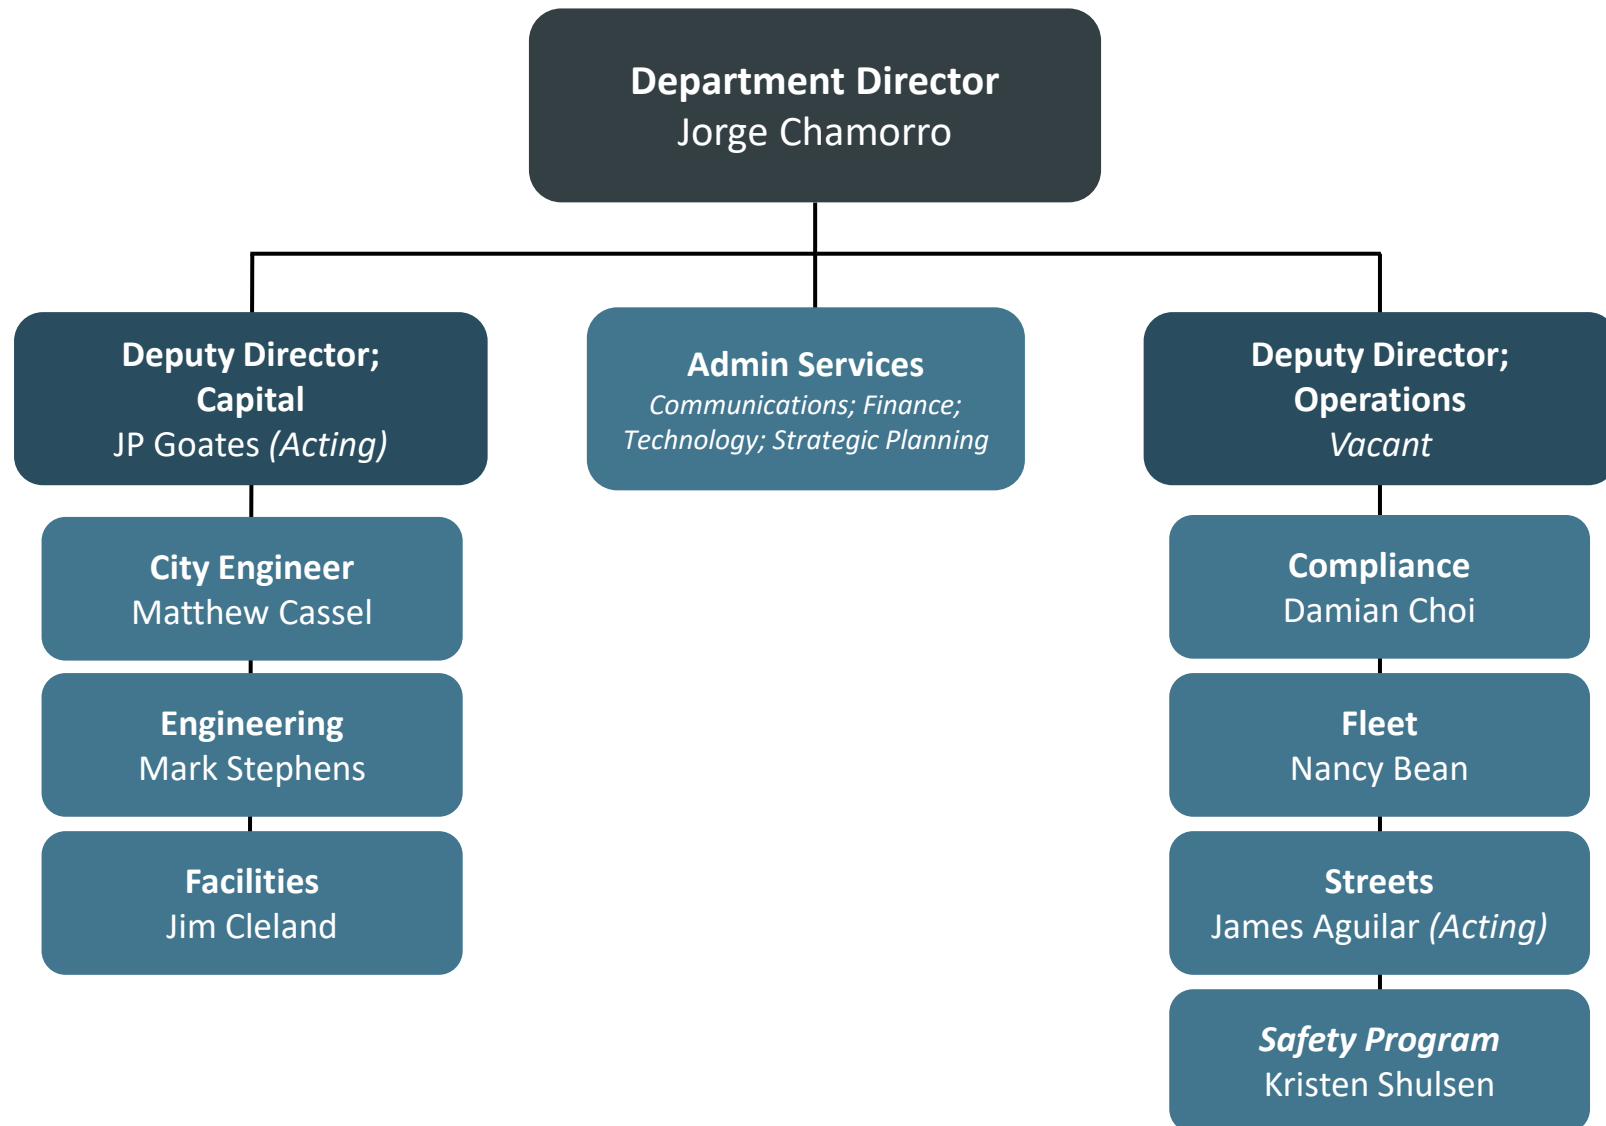 Department Director
Jorge Chamorro
Deputy Director;
Capital
JP Goates (Acting)
Admin Services
Communications; Finance;
Technology; Strategic Planning
Deputy Director;
Operations
Vacant
City Engineer
Matthew Cassel
Engineering
Mark Stephens
Facilities
Jim Cleland
Compliance
Damian Choi
Fleet
Nancy Bean
Streets
James Aguilar (Acting)
Safety Program
Kristen Shulsen